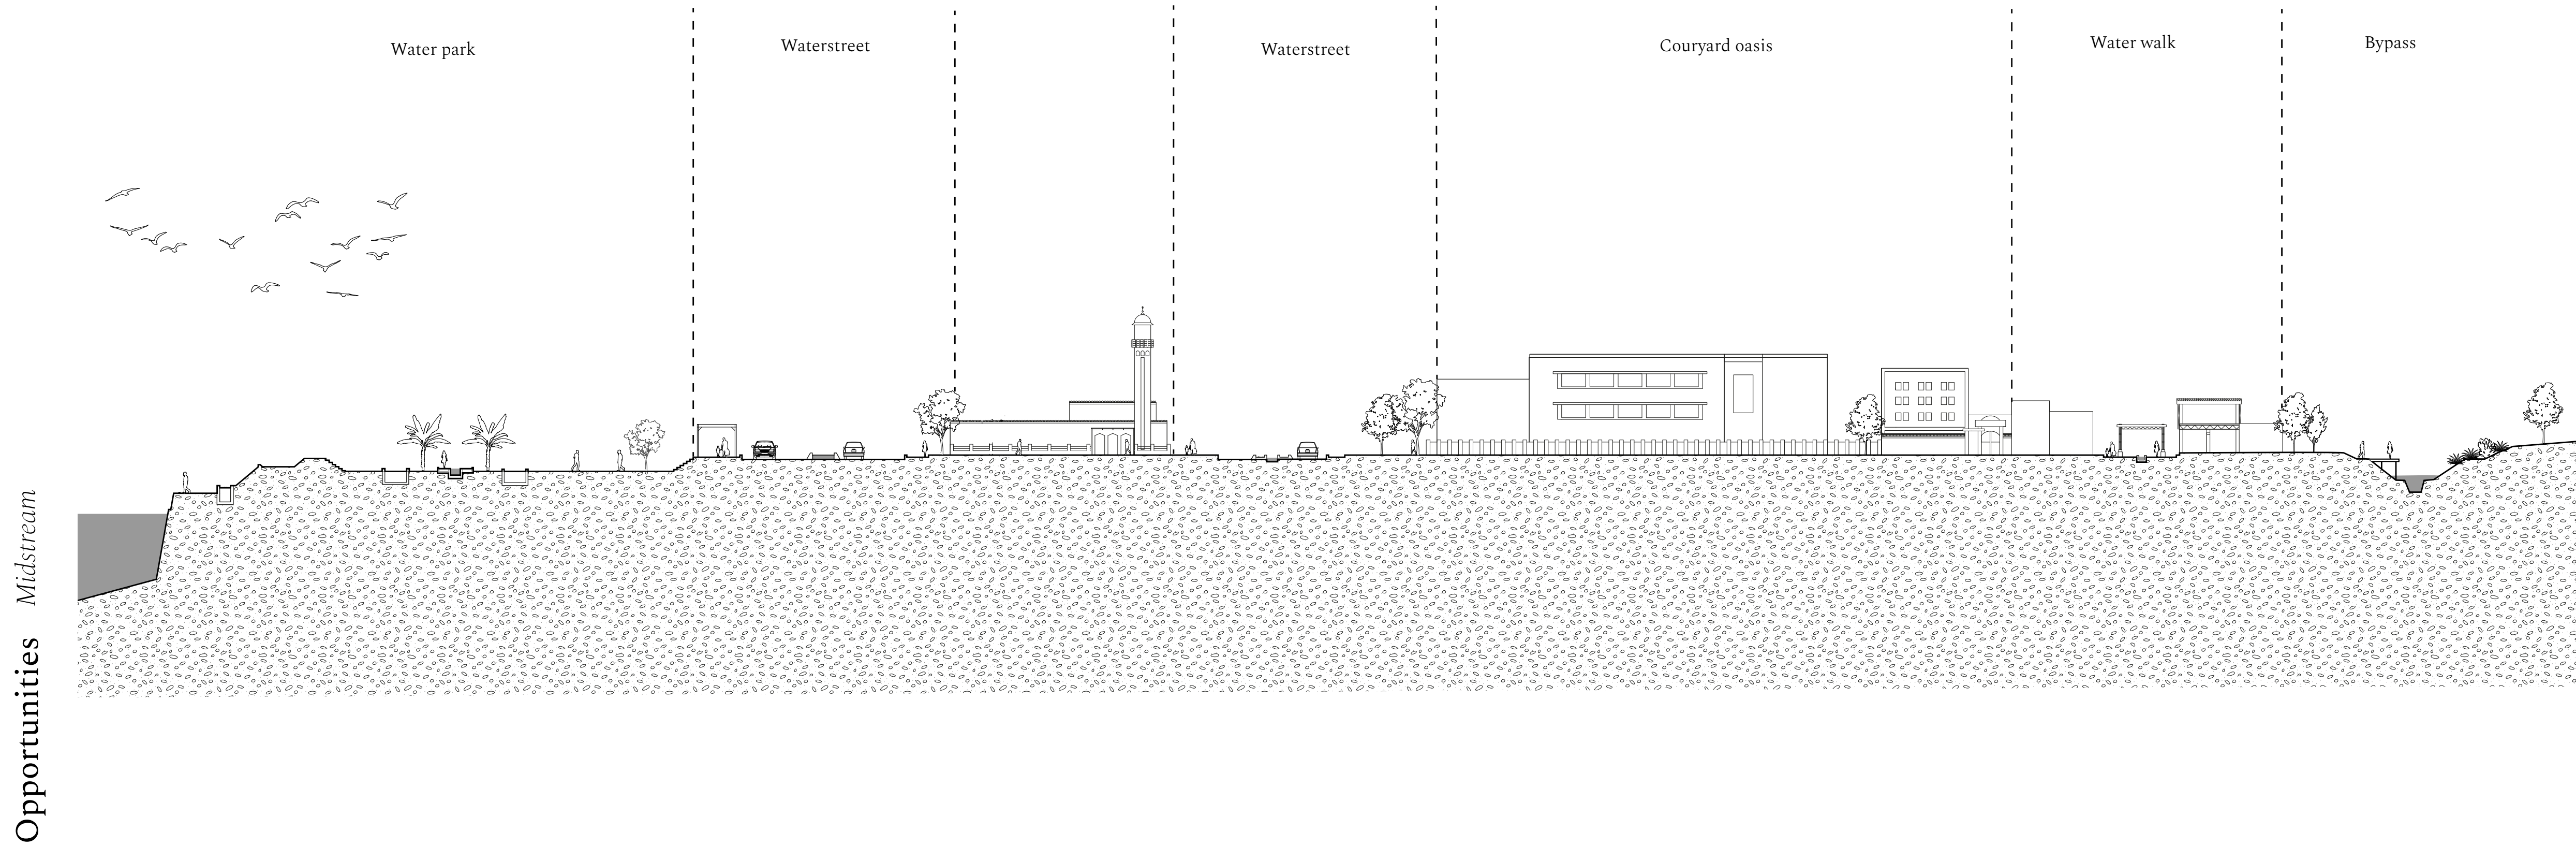 Water park
Waterstreet
Waterstreet
Couryard oasis
Water walk
Bypass
Opportunities Midstream